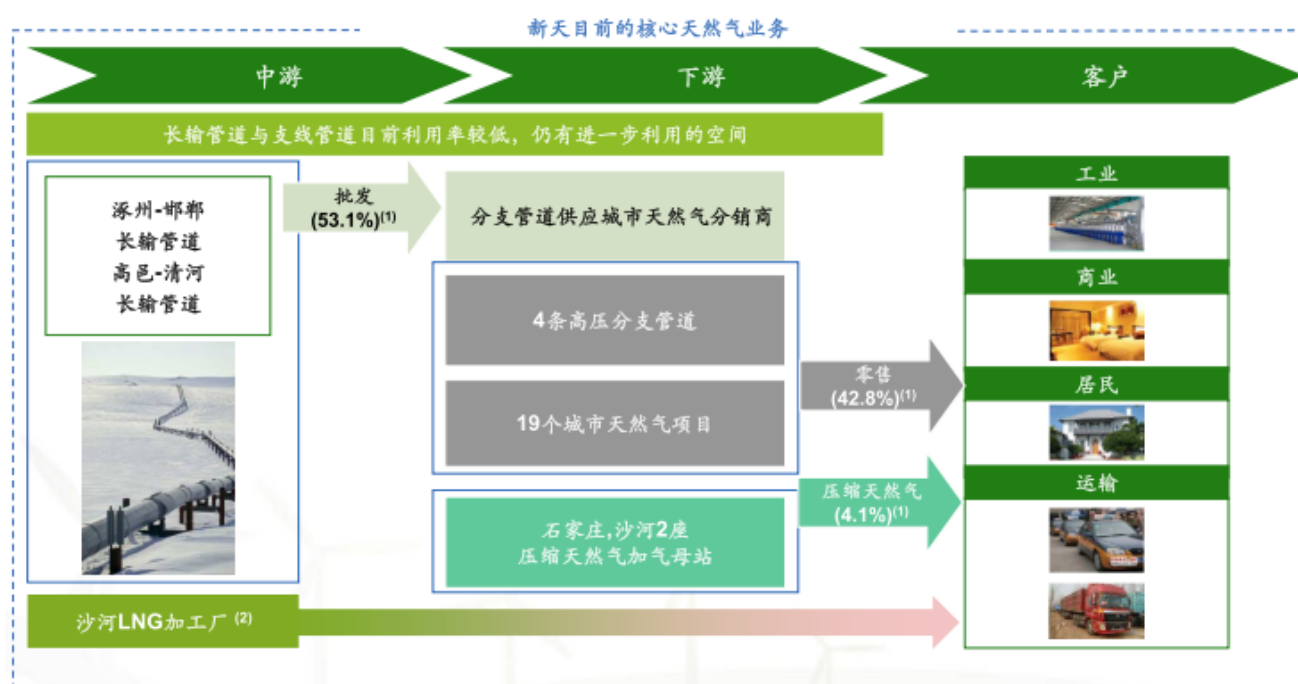 新天目前的核心天然气业务
中游
下游
客户
长输管道与支线管道目前利用率较低，仍有进一步利用的空间
涿州-邯郸
长输管道
高邑-清河
长输管道
批发
(53.1%)(1)
分支管道供应城市天然气分销商
4条高压分支管道
19个城市天然气项目
零售
(42.8%)(1)
石家庄,沙河2座
压缩天然气加气母站
压缩天然气
(4.1%)(1)
工业
商业
居民
运输
沙河LNG加工厂 (2)